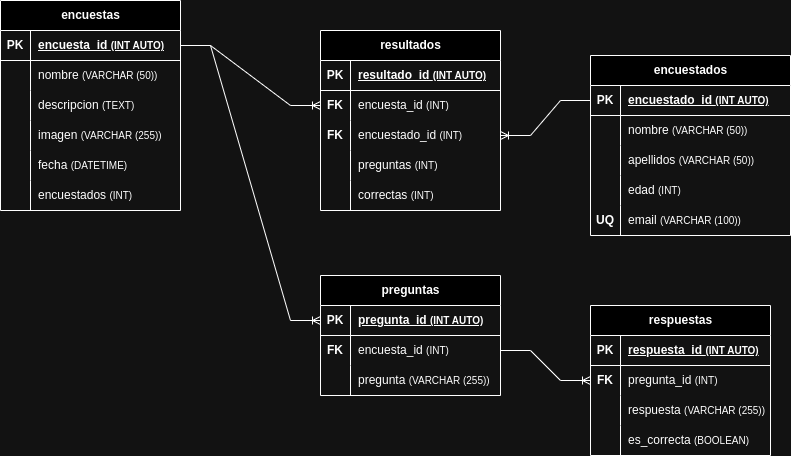 encuestas
PK encuesta_id (INT AUTO)
nombre (VARCHAR (50))
descripcion (TEXT)
imagen (VARCHAR (255))
fecha (DATETIME)
encuestados (INT)
resultados
PK resultado_id (INT AUTO)
FK encuesta_id (INT)
FK encuestado_id (INT)
preguntas (INT)
correctas (INT)
encuestados
PK encuestado_id (INT AUTO)
nombre (VARCHAR (50))
apellidos (VARCHAR (50))
edad (INT)
UQ email (VARCHAR (100))
preguntas
PK pregunta_id (INT AUTO)
FK encuesta_id (INT)
pregunta (VARCHAR (255))
respuestas
PK respuesta_id (INT AUTO)
FK pregunta_id (INT)
respuesta (VARCHAR (255))
es_correcta (BOOLEAN)